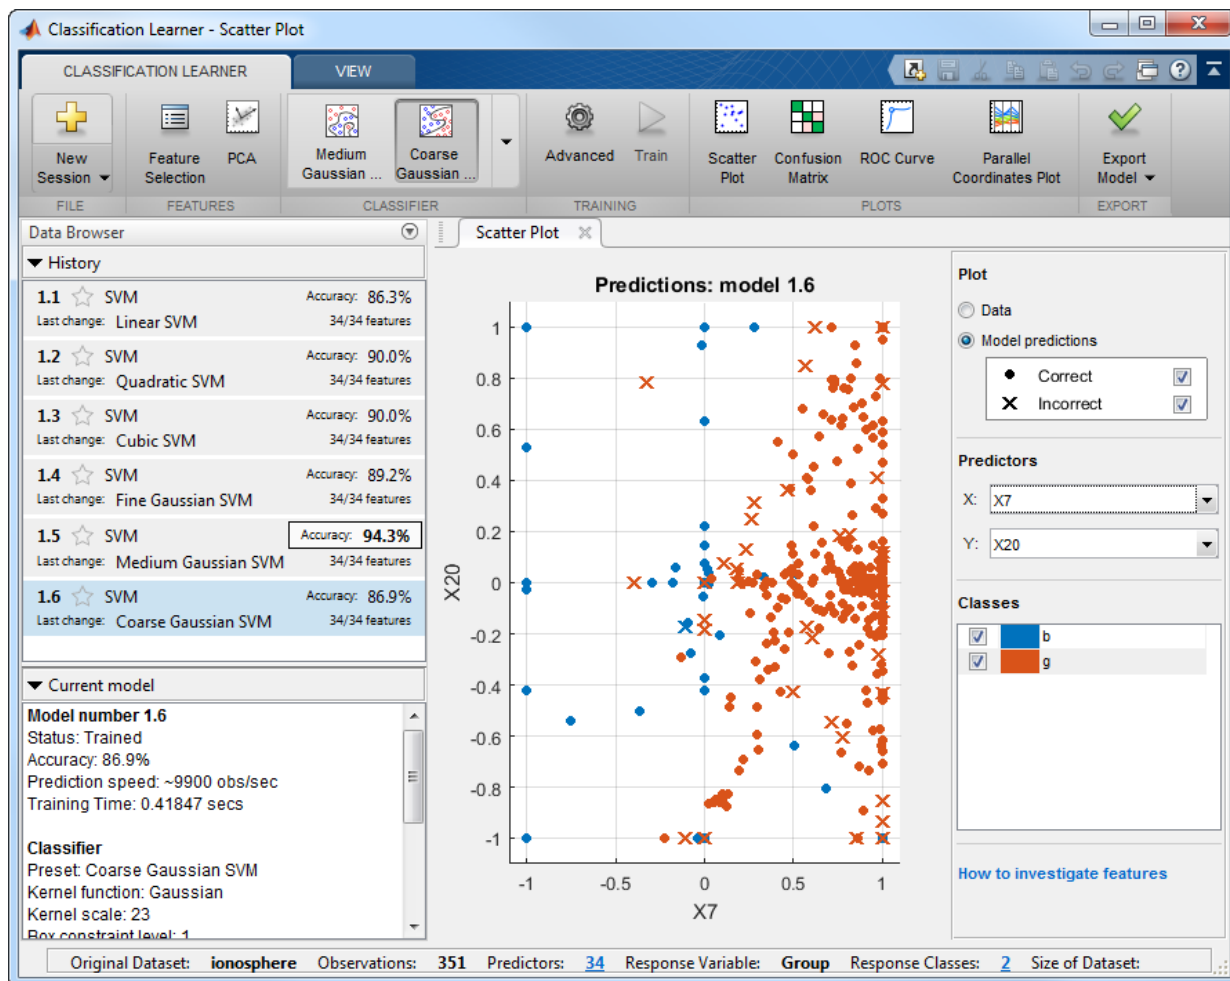 Classification Learner - Scatter Plot
CLASSIFICATION LEARNER
VIEW
New Session
Feature Selection
PCA
Medium Gaussian ...
Coarse Gaussian ...
Advanced
Train
Scatter Plot
Confusion Matrix
ROC Curve
Parallel Coordinates Plot
Export Model
FILE
FEATURES
CLASSIFIER
TRAINING
PLOTS
EXPORT
Data Browser
History
1.1 SVM Accuracy: 86.3%
Last change: Linear SVM 34/34 features
1.2 SVM Accuracy: 90.0%
Last change: Quadratic SVM 34/34 features
1.3 SVM Accuracy: 90.0%
Last change: Cubic SVM 34/34 features
1.4 SVM Accuracy: 89.2%
Last change: Fine Gaussian SVM 34/34 features
1.5 SVM Accuracy: 94.3%
Last change: Medium Gaussian SVM 34/34 features
1.6 SVM Accuracy: 86.9%
Last change: Coarse Gaussian SVM 34/34 features
Current model
Model number 1.6
Status: Trained
Accuracy: 86.9%
Prediction speed: ~9900 obs/sec
Training Time: 0.41847 secs
Classifier
Preset: Coarse Gaussian SVM
Kernel function: Gaussian
Kernel scale: 23
Box constraint level: 1
Scatter Plot
Predictions: model 1.6
1
0.8
0.6
0.4
0.2
0
-0.2
-0.4
-0.6
-0.8
-1
X20
-1 -0.5 0 0.5 1
X7
Plot
Data
Model predictions
Correct
Incorrect
Predictors
X: X7
Y: X20
Classes
b
g
How to investigate features
Original Dataset: ionosphere Observations: 351 Predictors: 34 Response Variable: Group Response Classes: 2 Size of Dataset: